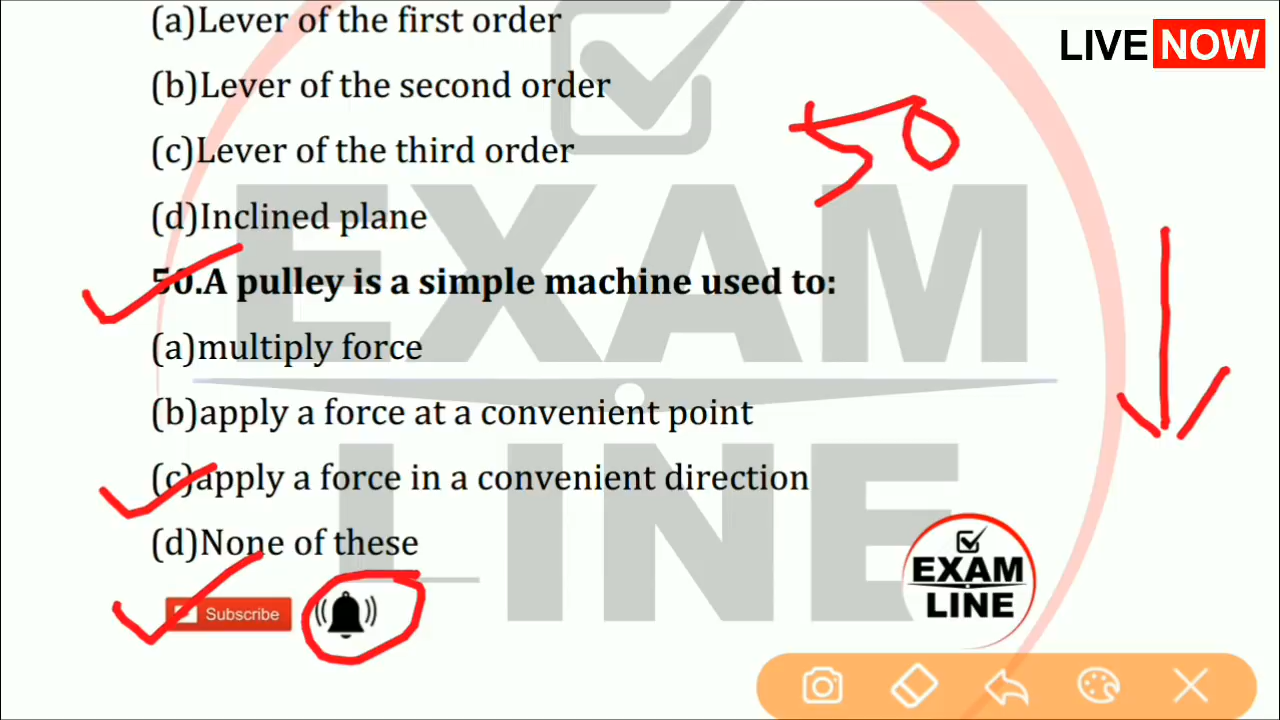 (a)Lever of the first order
LIVE NOW
(b)Lever of the second order
50
(c)Lever of the third order
(d)Inclined plane
50.A pulley is a simple machine used to:
(a)multiply force
(b)apply a force at a convenient point
(c)apply a force in a convenient direction
(d)None of these
Subscribe
EXAM
LINE
EXAM
LINE